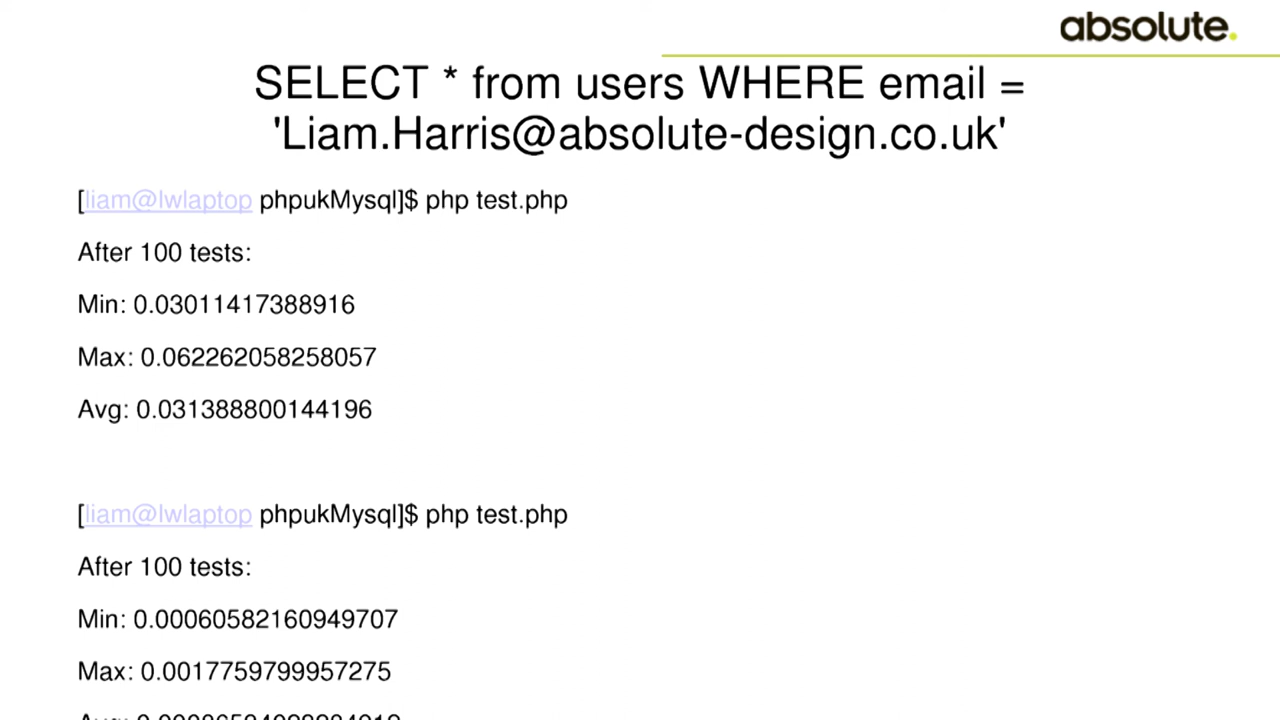 absolute.
SELECT * from users WHERE email =
'Liam.Harris@absolute-design.co.uk'
[liam@lwlaptop phpukMysql]$ php test.php
After 100 tests:
Min: 0.03011417388916
Max: 0.062262058258057
Avg: 0.031388800144196
[liam@lwlaptop phpukMysql]$ php test.php
After 100 tests:
Min: 0.00060582160949707
Max: 0.0017759799957275